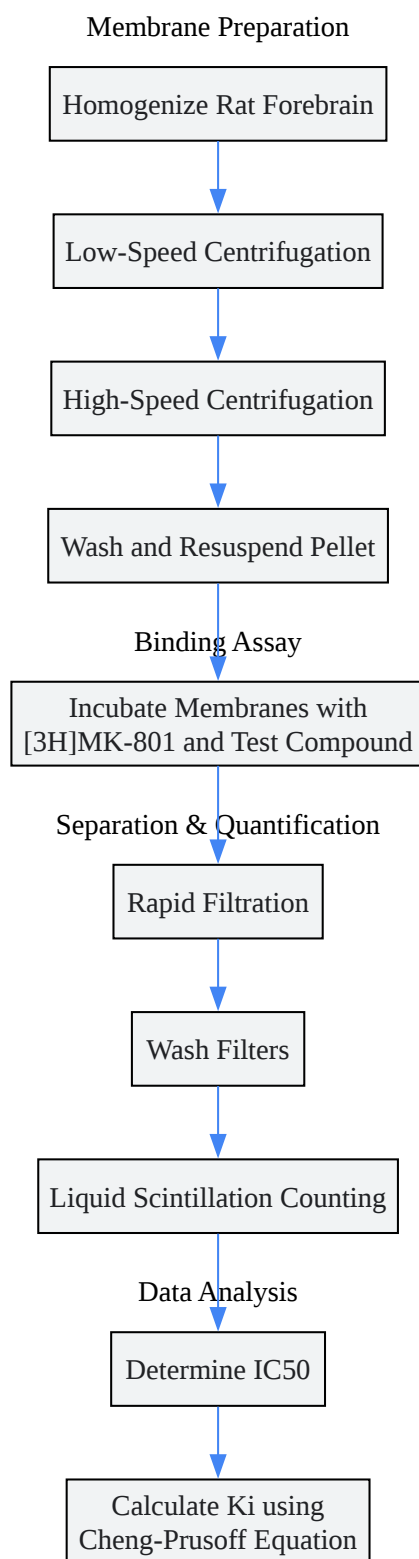 Membrane Preparation
Homogenize Rat Forebrain
Low-Speed Centrifugation
High-Speed Centrifugation
Wash and Resuspend Pellet
Binding Assay
Incubate Membranes with
[3H]MK-801 and Test Compound
Separation & Quantification
Rapid Filtration
Wash Filters
Liquid Scintillation Counting
Data Analysis
Determine IC50
Calculate Ki using
Cheng-Prusoff Equation